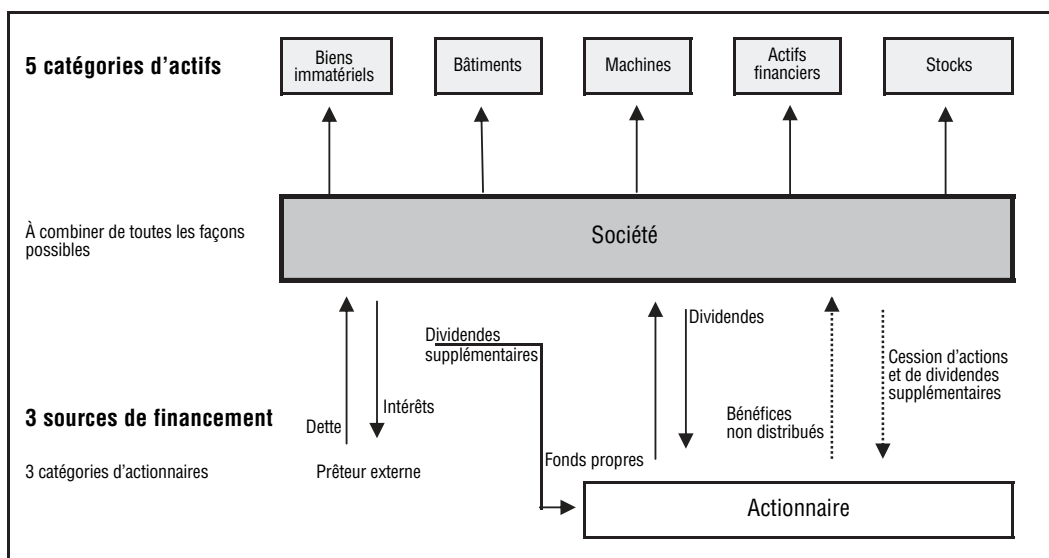 5 catégories d'actifs
Biens
immatériels
Bâtiments
Machines
Actifs
financiers
Stocks
À combiner de toutes les façons
possibles
Société
Dividendes
supplémentaires
Dividendes
Cession d'actions
et de dividendes
supplémentaires
3 sources de financement
Dette
Intérêts
Bénéfices
non distribués
3 catégories d'actionnaires
Prêteur externe
Fonds propres
Actionnaire